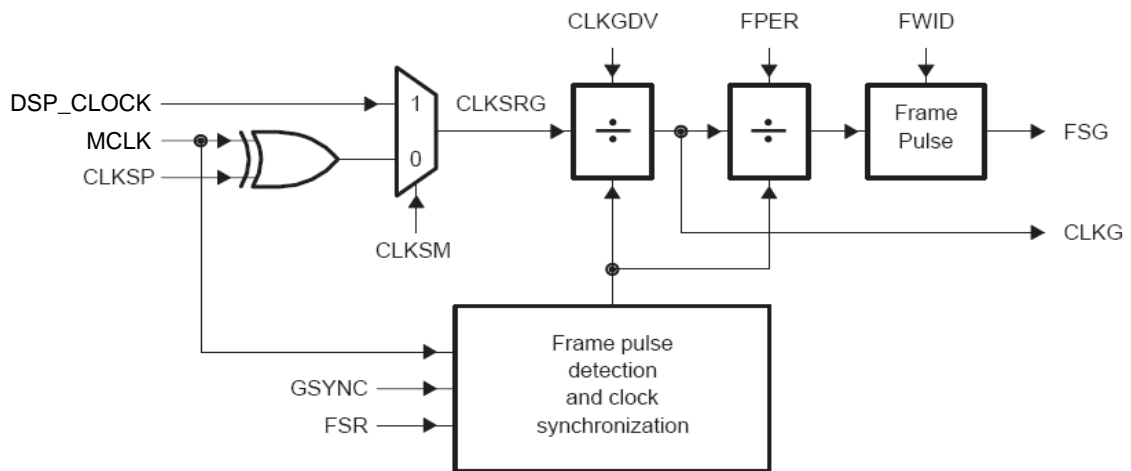 CLKGDV FPER FWID
DSP_CLOCK 1 CLKSRG ÷ ÷ Frame Pulse FSG
MCLK
CLKSP 0
CLKSM CLKG
Frame pulse
detection
and clock
synchronization
GSYNC
FSR